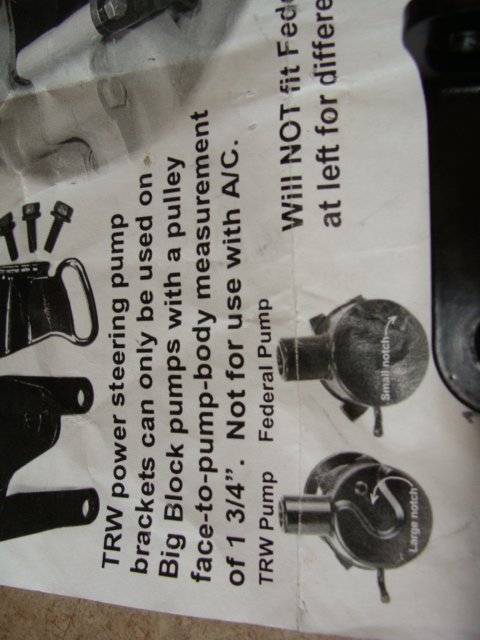 TRW power steering pump
brackets can only be used on
Big Block pumps with a pulley
face-to-pump-body measurement
of 1 3/4”. Not for use with A/C.
TRW Pump Federal Pump
Large notch
Small notch
Will NOT fit
at left for